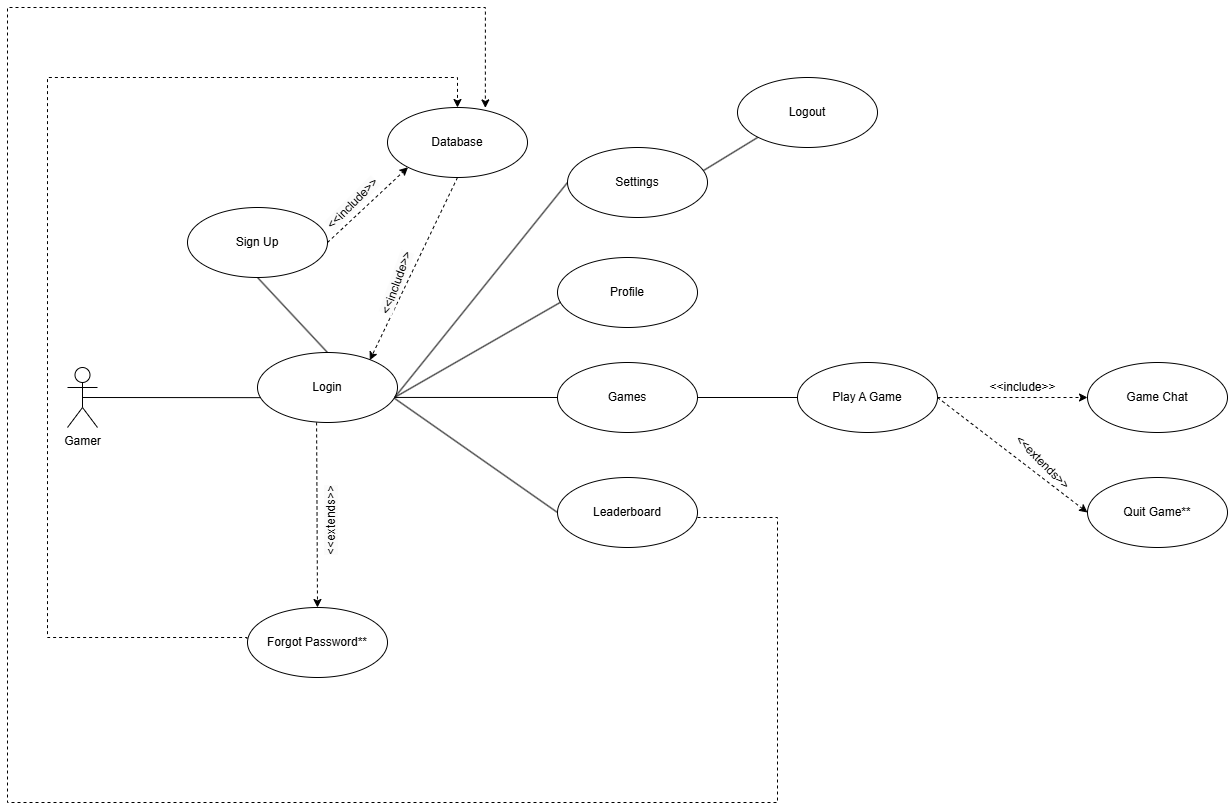 Database
Logout
Settings
<<include>>
Sign Up
<<include>>
Profile
Login
Games
Play A Game
<<include>>
Game Chat
Gamer
<<extends>>
Leaderboard
Quit Game**
<<extends>>
Forgot Password**